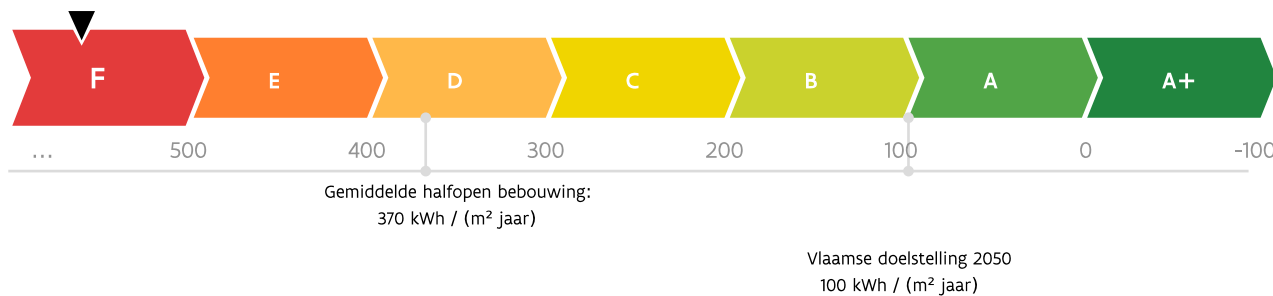 F E D C B A A+
... 500 400 300 200 100 0 -100
Gemiddelde halfopen bebouwing:
370 kWh / (m² jaar)
Vlaamse doelstelling 2050
100 kWh / (m² jaar)